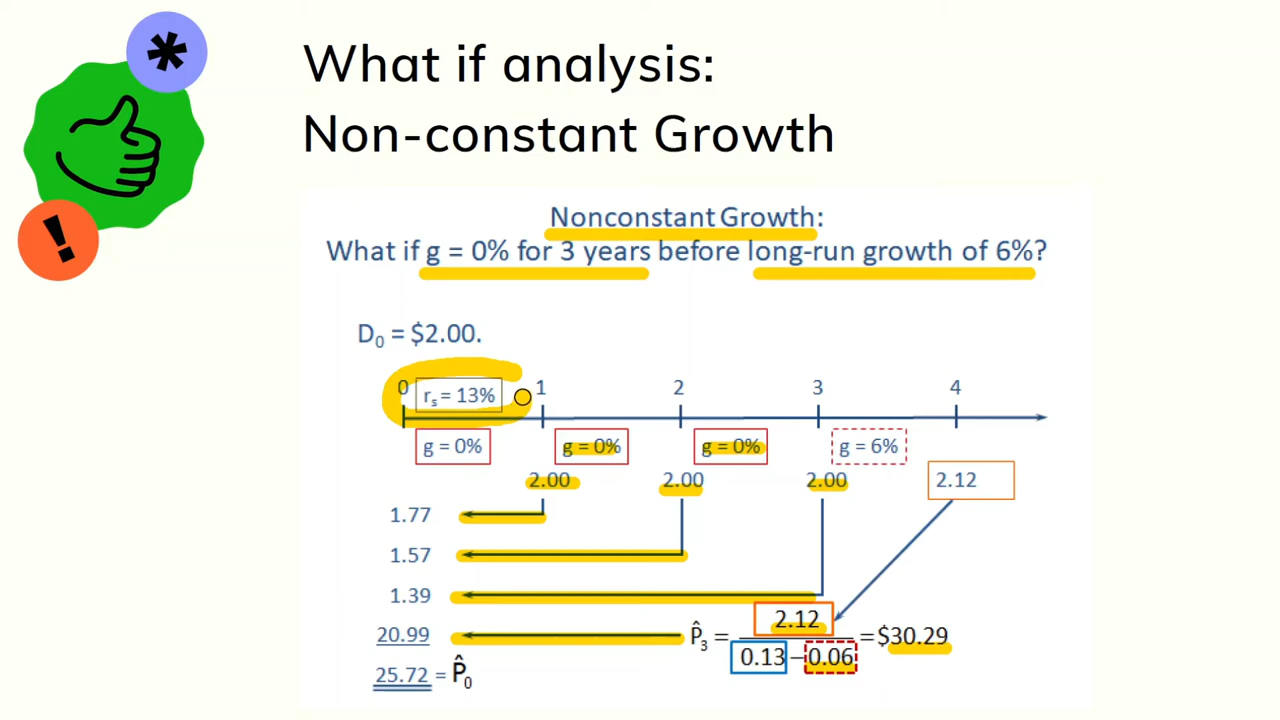 What if analysis:
Non-constant Growth
Nonconstant Growth:
What if g = 0% for 3 years before long-run growth of 6%?
D₀ = $2.00.
0 1 2 3 4
rₛ = 13%
g = 0% g = 0% g = 0% g = 6%
2.00 2.00 2.00 2.12
1.77
1.57
1.39
2.12
20.99 P̂₃ = = $30.29
0.13 – 0.06
25.72 = P̂₀